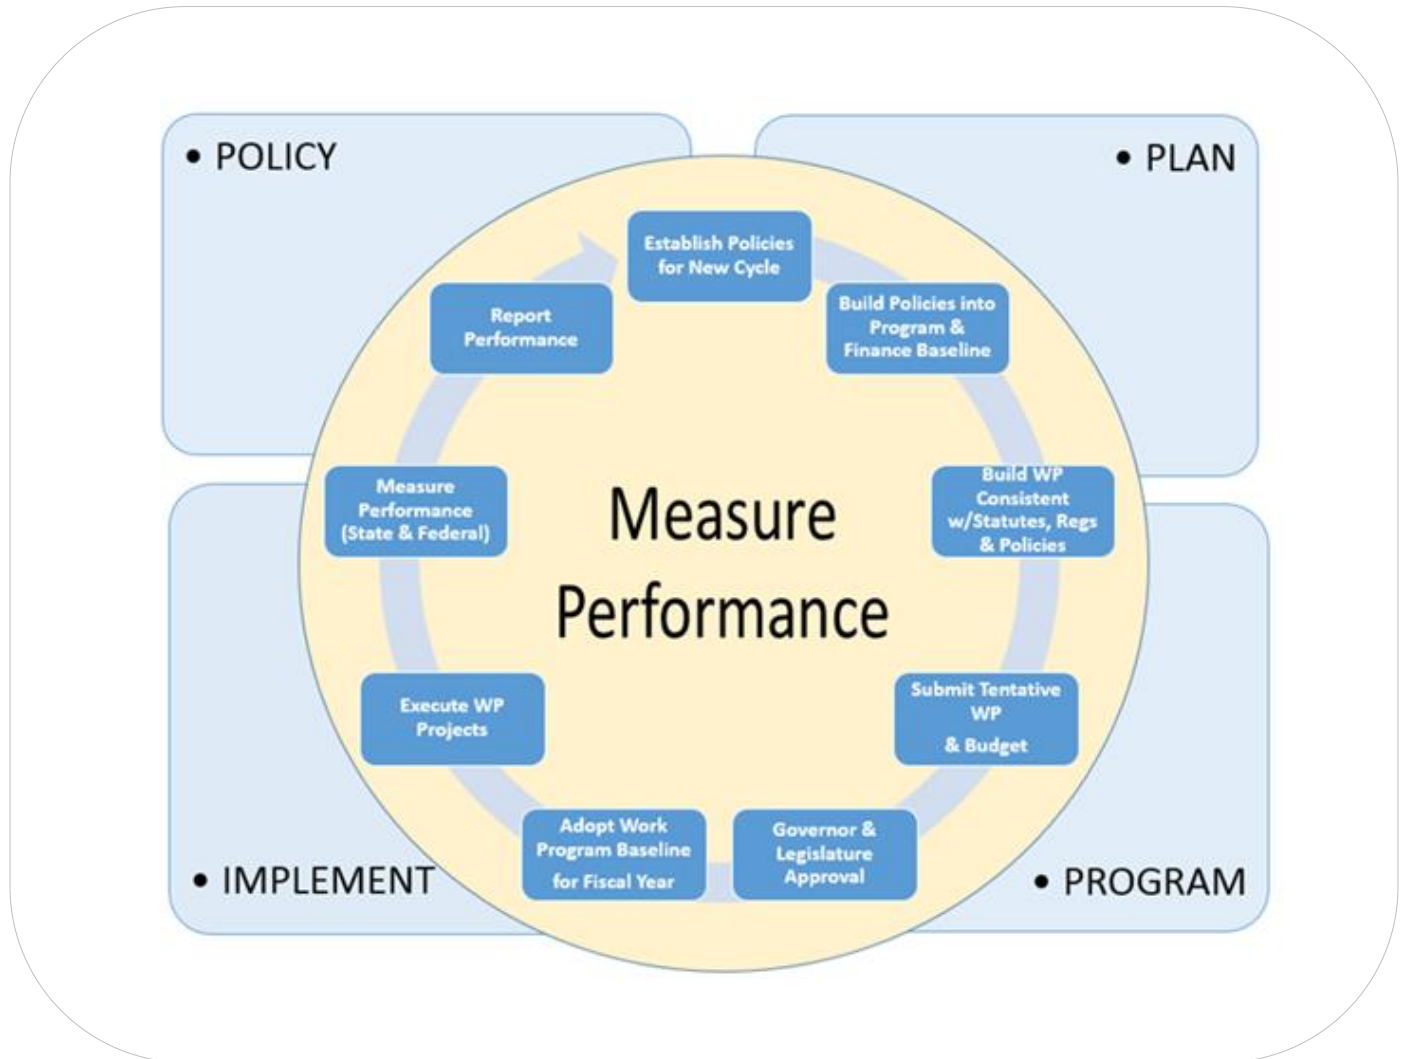 • POLICY
• PLAN
Establish Policies
for New Cycle
Build Policies into
Program &
Finance Baseline
Build WP
Consistent
w/Statutes, Regs
& Policies
Submit Tentative
WP
& Budget
Governor &
Legislature
Approval
Adopt Work
Program Baseline
for Fiscal Year
Execute WP
Projects
Measure
Performance
(State & Federal)
Report
Performance
Measure
Performance
• IMPLEMENT
• PROGRAM